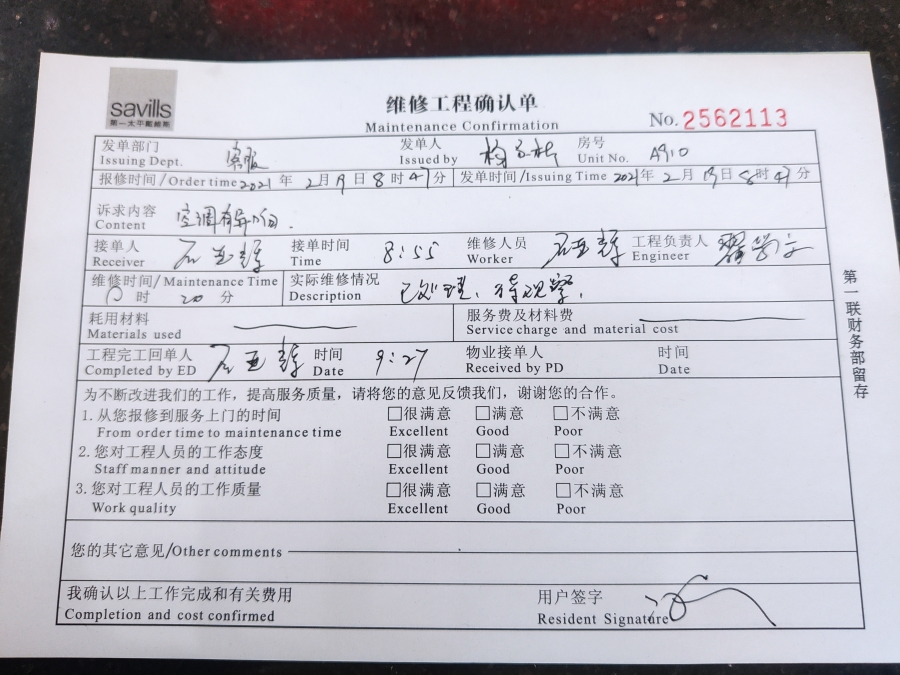 savills
第一太平戴维斯
维修工程确认单
Maintenance Confirmation
No. 2562113
发单部门 客服 发单人 房号 A910
Issuing Dept. Issued by Unit No.
报修时间/Order time 2021 年 2月 19日 8时 47分 发单时间/Issuing Time 2021年 2月 19日 8时 47分
诉求内容 空调有异响.
Content
接单人 接单时间 8:55 维修人员 工程负责人
Receiver Time Worker Engineer
维修时间/Maintenance Time 实际维修情况 已处理、待观察.
0时 20分 Description
耗用材料 服务费及材料费
Materials used Service charge and material cost
工程完工回单人 时间 9:27 物业接单人 时间
Completed by ED Date Received by PD Date
为不断改进我们的工作，提高服务质量，请将您的意见反馈我们，谢谢您的合作。
1.从您报修到服务上门的时间 □很满意 □满意 □不满意
From order time to maintenance time Excellent Good Poor
2.您对工程人员的工作态度 □很满意 □满意 □不满意
Staff manner and attitude Excellent Good Poor
3.您对工程人员的工作质量 □很满意 □满意 □不满意
Work quality Excellent Good Poor
您的其它意见/Other comments
我确认以上工作完成和有关费用 用户签字
Completion and cost confirmed Resident Signature
第一联财务部留存